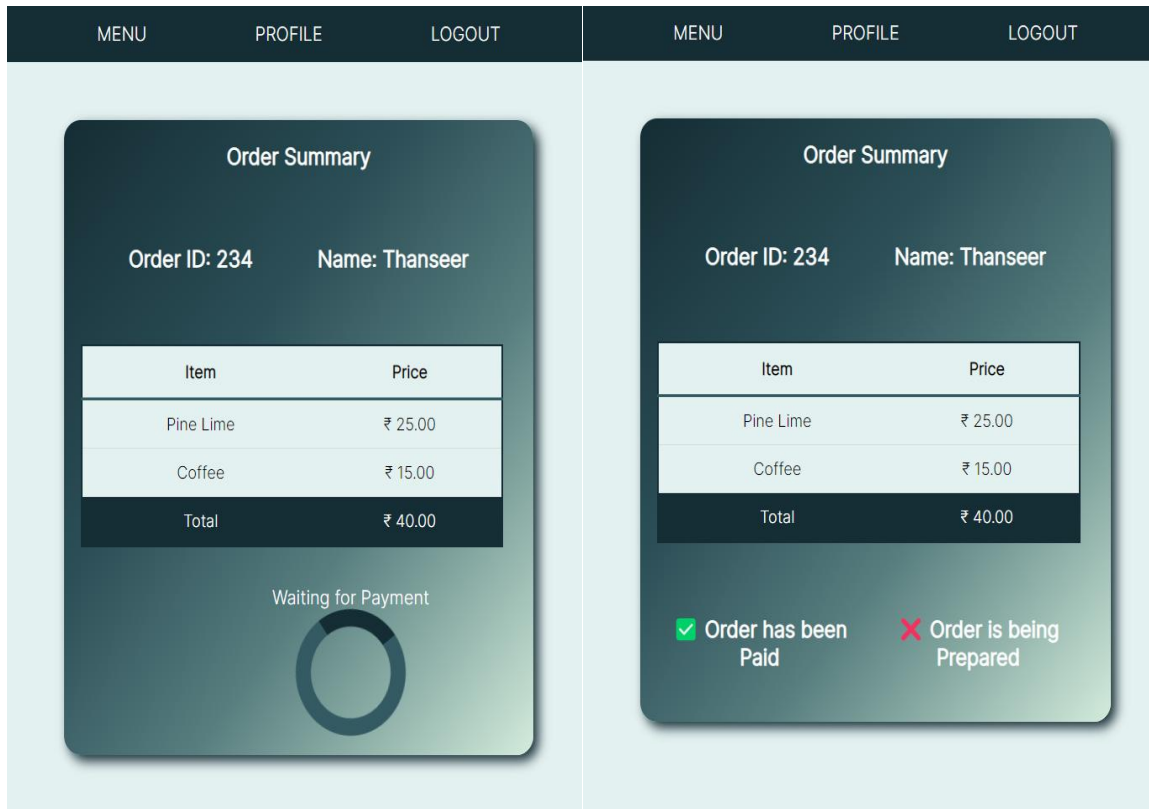 MENU PROFILE LOGOUT
Order Summary
Order ID: 234 Name: Thanseer
Item Price
Pine Lime ₹ 25.00
Coffee ₹ 15.00
Total ₹ 40.00
Waiting for Payment
MENU PROFILE LOGOUT
Order Summary
Order ID: 234 Name: Thanseer
Item Price
Pine Lime ₹ 25.00
Coffee ₹ 15.00
Total ₹ 40.00
✅ Order has been
Paid
❌ Order is being
Prepared